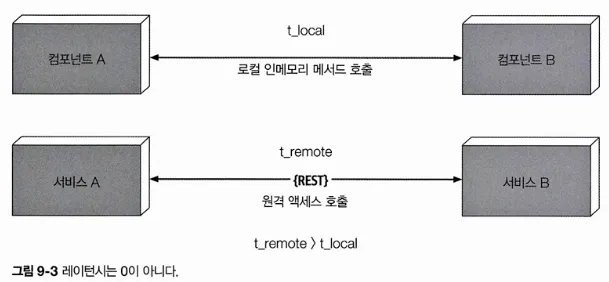 t_local
컴포넌트 A
컴포넌트 B
로컬 인메모리 메서드 호출
t_remote
서비스 A
{REST}
서비스 B
원격 액세스 호출
t_remote > t_local
그림 9-3 레이턴시는 0이 아니다.